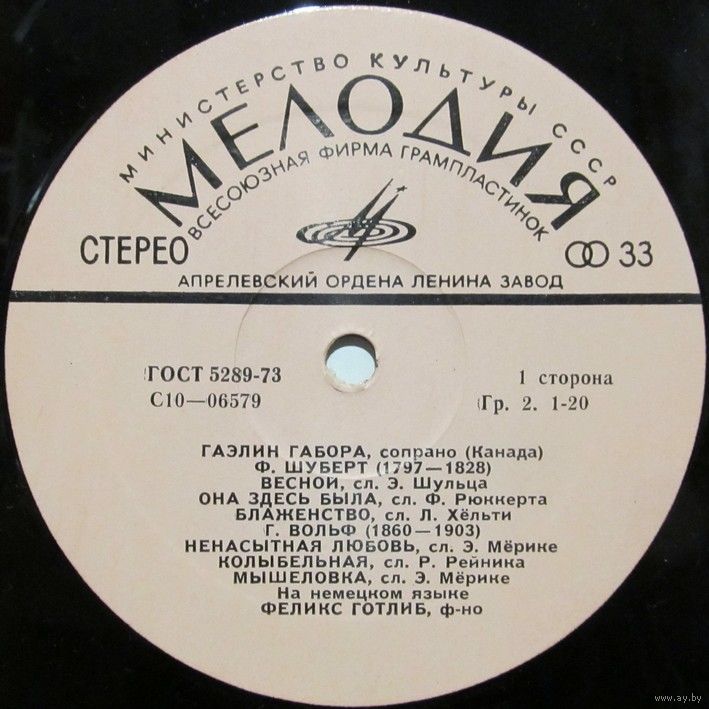 МИНИСТЕРСТВО КУЛЬТУРЫ СССР
МЕЛОДИЯ
ВСЕСОЮЗНАЯ ФИРМА ГРАМПЛАСТИНОК
СТЕРЕО 33
АПРЕЛЕВСКИЙ ОРДЕНА ЛЕНИНА ЗАВОД
ГОСТ 5289-73
С10—06579
1 сторона
Гр. 2. 1-20
ГАЭЛИН ГАБОРА, сопрано (Канада)
Ф. ШУБЕРТ (1797—1828)
ВЕСНОЙ, сл. Э. Шульца
ОНА ЗДЕСЬ БЫЛА, сл. Ф. Рюккерта
БЛАЖЕНСТВО, сл. Л. Хёльти
Г. ВОЛЬФ (1860—1903)
НЕНАСЫТНАЯ ЛЮБОВЬ, сл. Э. Мёрике
КОЛЫБЕЛЬНАЯ, сл. Р. Рейника
МЫШЕЛОВКА, сл. Э. Мёрике
На немецком языке
ФЕЛИКС ГОТЛИБ, ф-но
www.ay.by